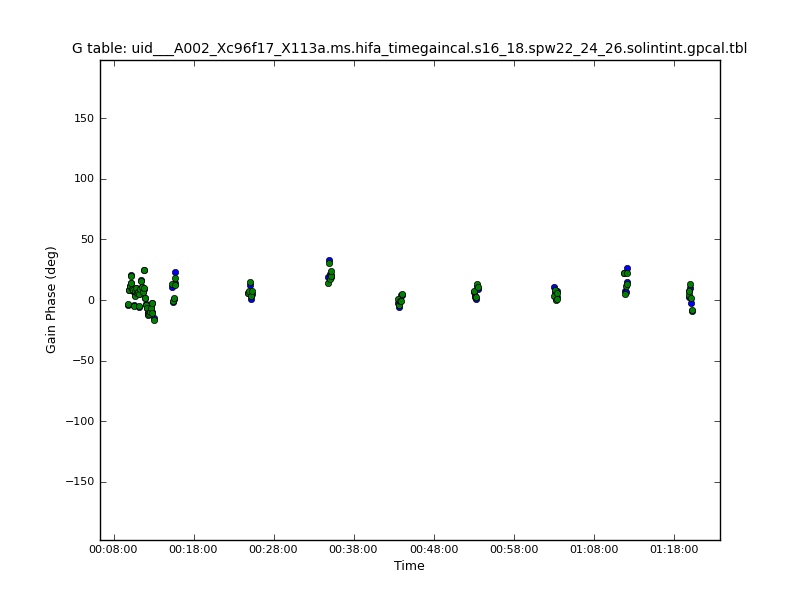 G table: uid___A002_Xc96f17_X113a.ms.hifa_timegaincal.s16_18.spw22_24_26.solintint.gpcal.tbl
150
100
50
0
−50
−100
−150
Gain Phase (deg)
00:08:00 00:18:00 00:28:00 00:38:00 00:48:00 00:58:00 01:08:00 01:18:00
Time